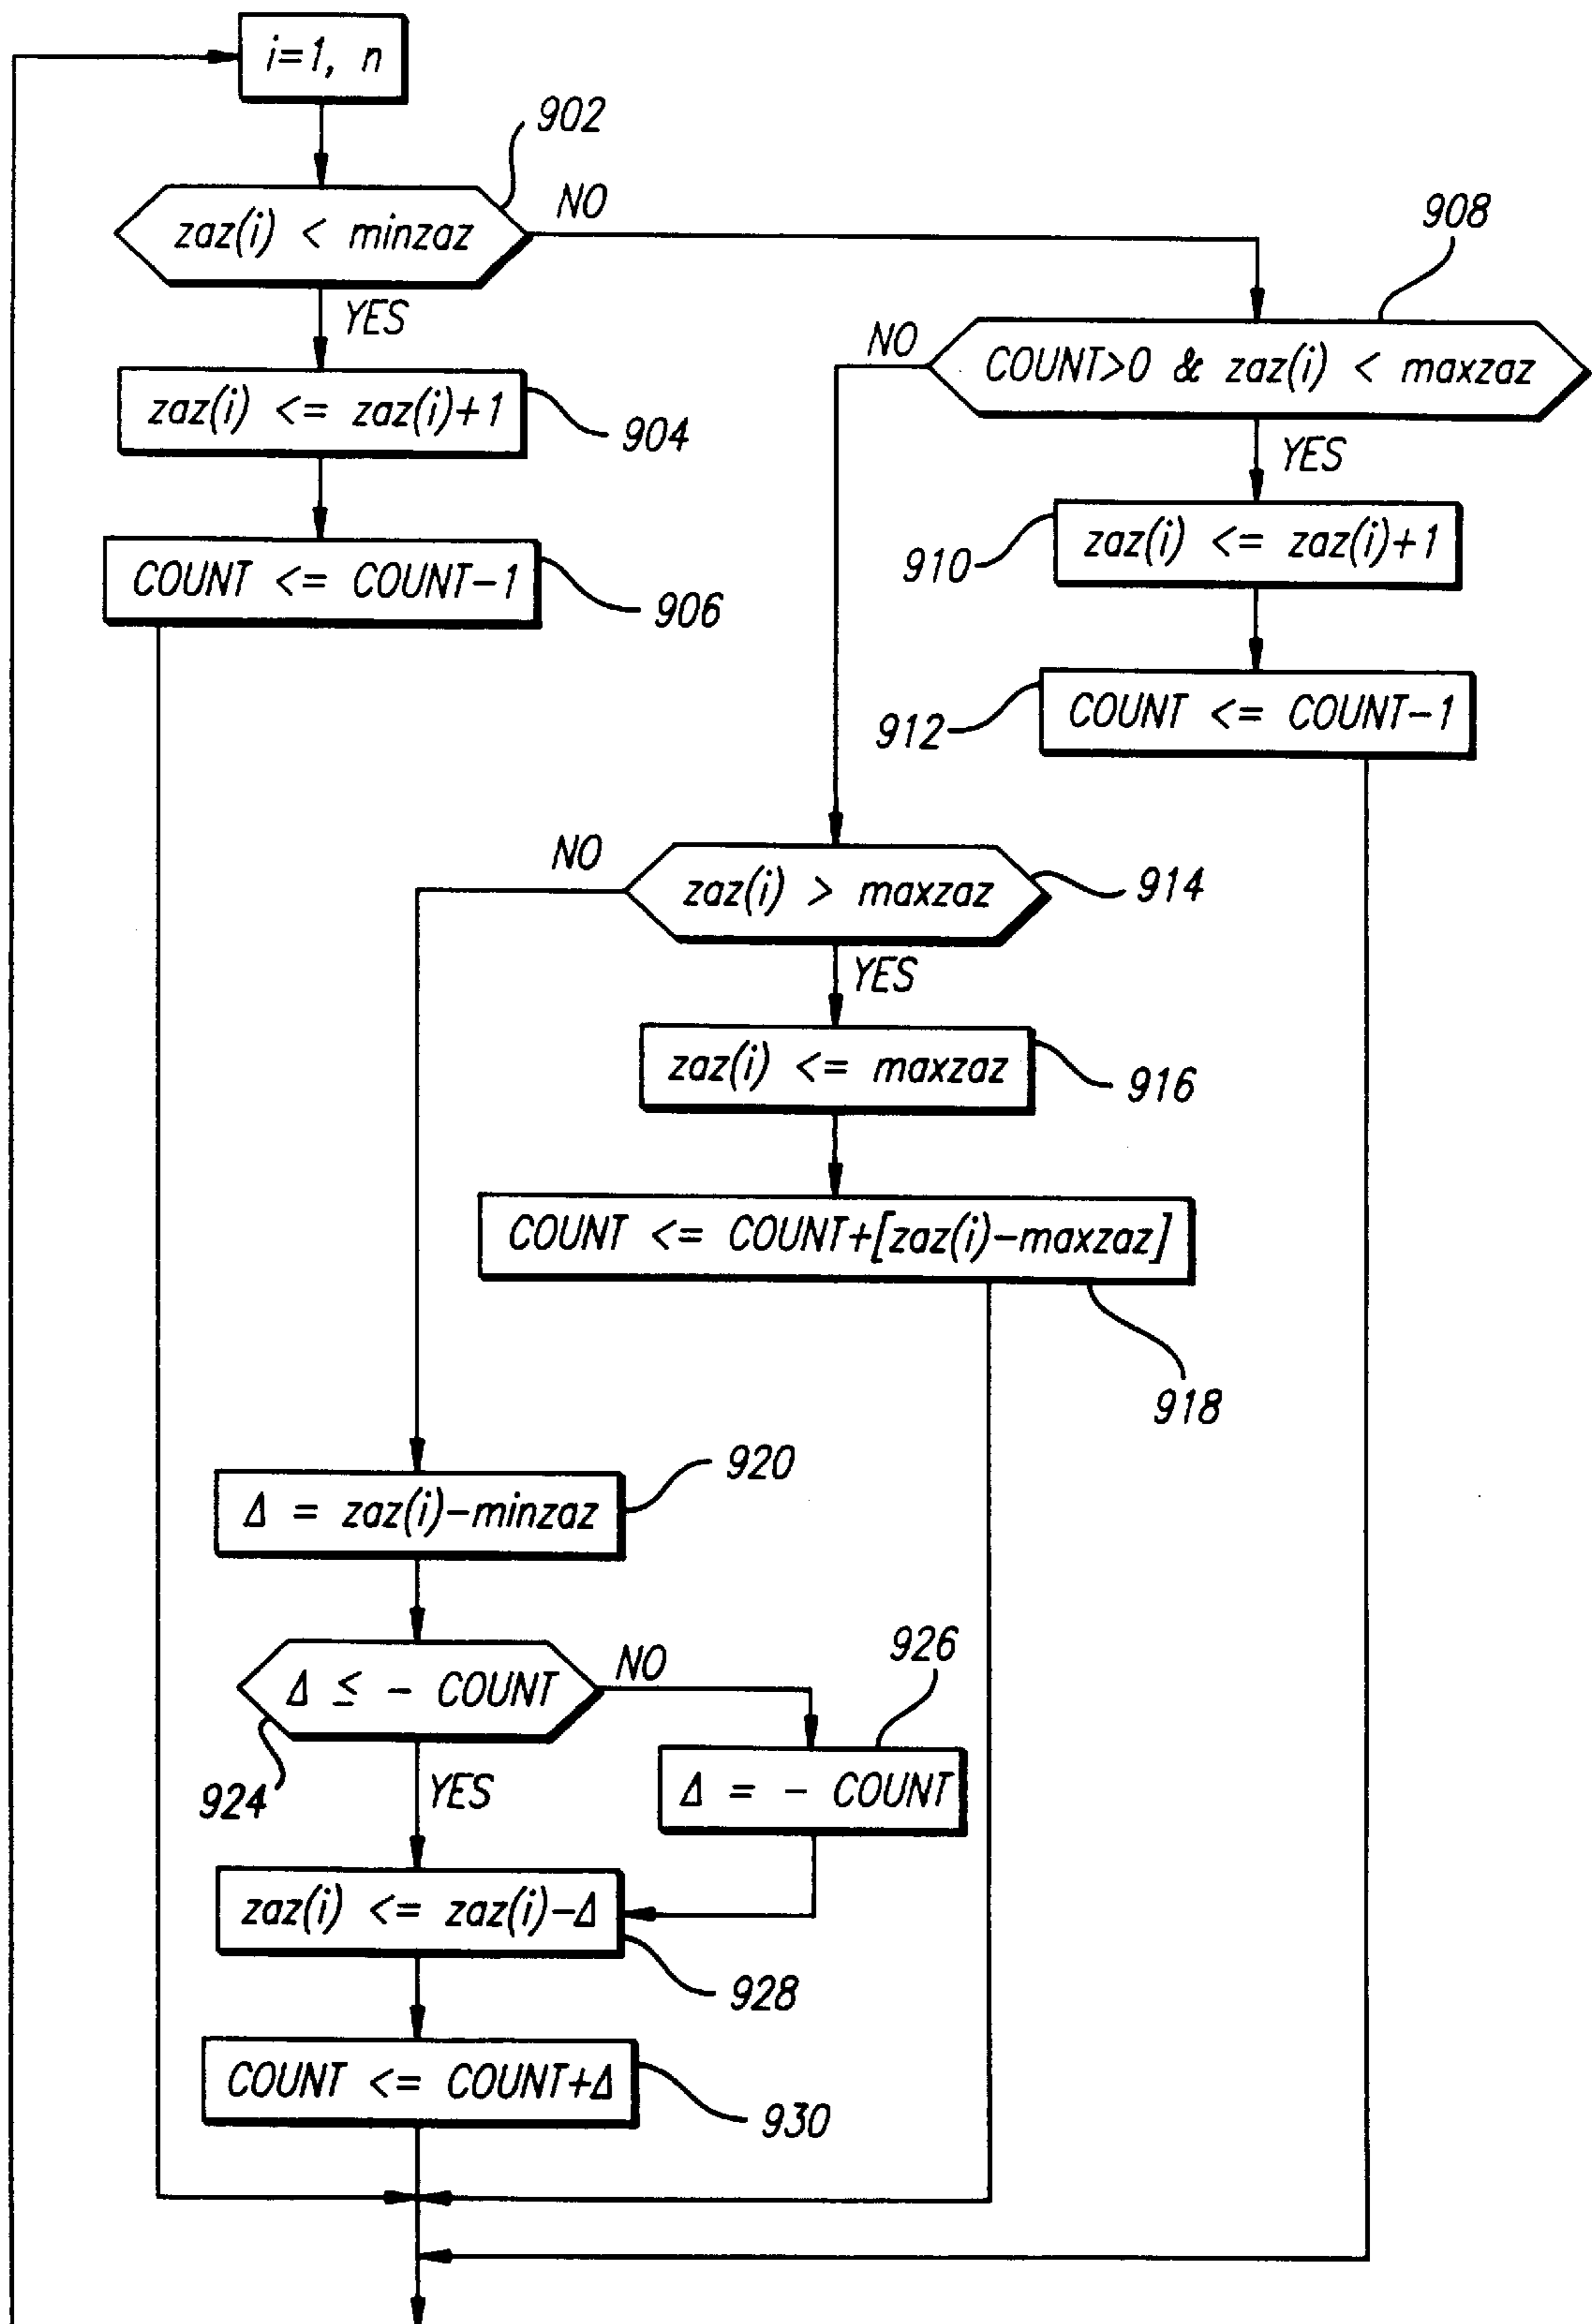 i=1, n
902
zaz(i) < minzaz
NO
908
YES
NO
COUNT>0 & zaz(i) < maxzaz
zaz(i) <= zaz(i)+1
904
YES
910
zaz(i) <= zaz(i)+1
COUNT <= COUNT-1
906
912
COUNT <= COUNT-1
NO
zaz(i) > maxzaz
914
YES
zaz(i) <= maxzaz
916
COUNT <= COUNT+[zaz(i)-maxzaz]
918
920
Δ = zaz(i)-minzaz
926
Δ ≤ - COUNT
NO
924
YES
Δ = - COUNT
zaz(i) <= zaz(i)-Δ
928
COUNT <= COUNT+Δ
930